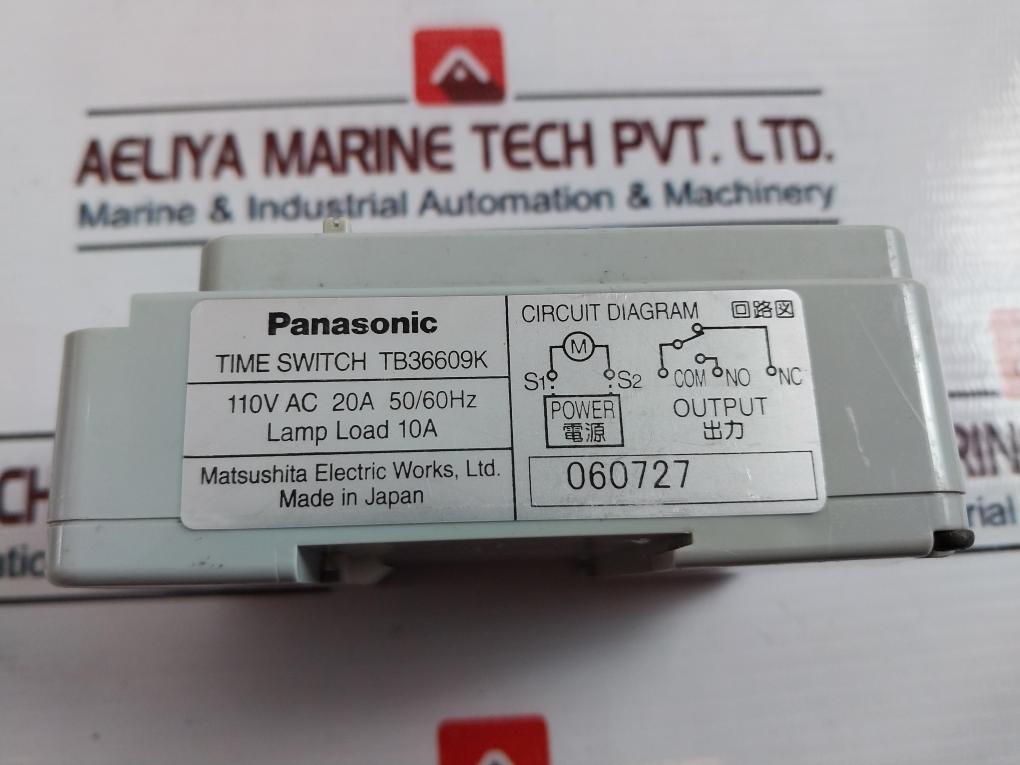 AELIYA MARINE TECH PVT. LTD.
Marine & Industrial Automation & Machinery
Panasonic
TIME SWITCH TB36609K
110V AC 20A 50/60Hz
Lamp Load 10A
Matsushita Electric Works, Ltd.
Made in Japan
CIRCUIT DIAGRAM 回路図
M
S1 S2 COM NO NC
POWER OUTPUT
電源 出力
060727